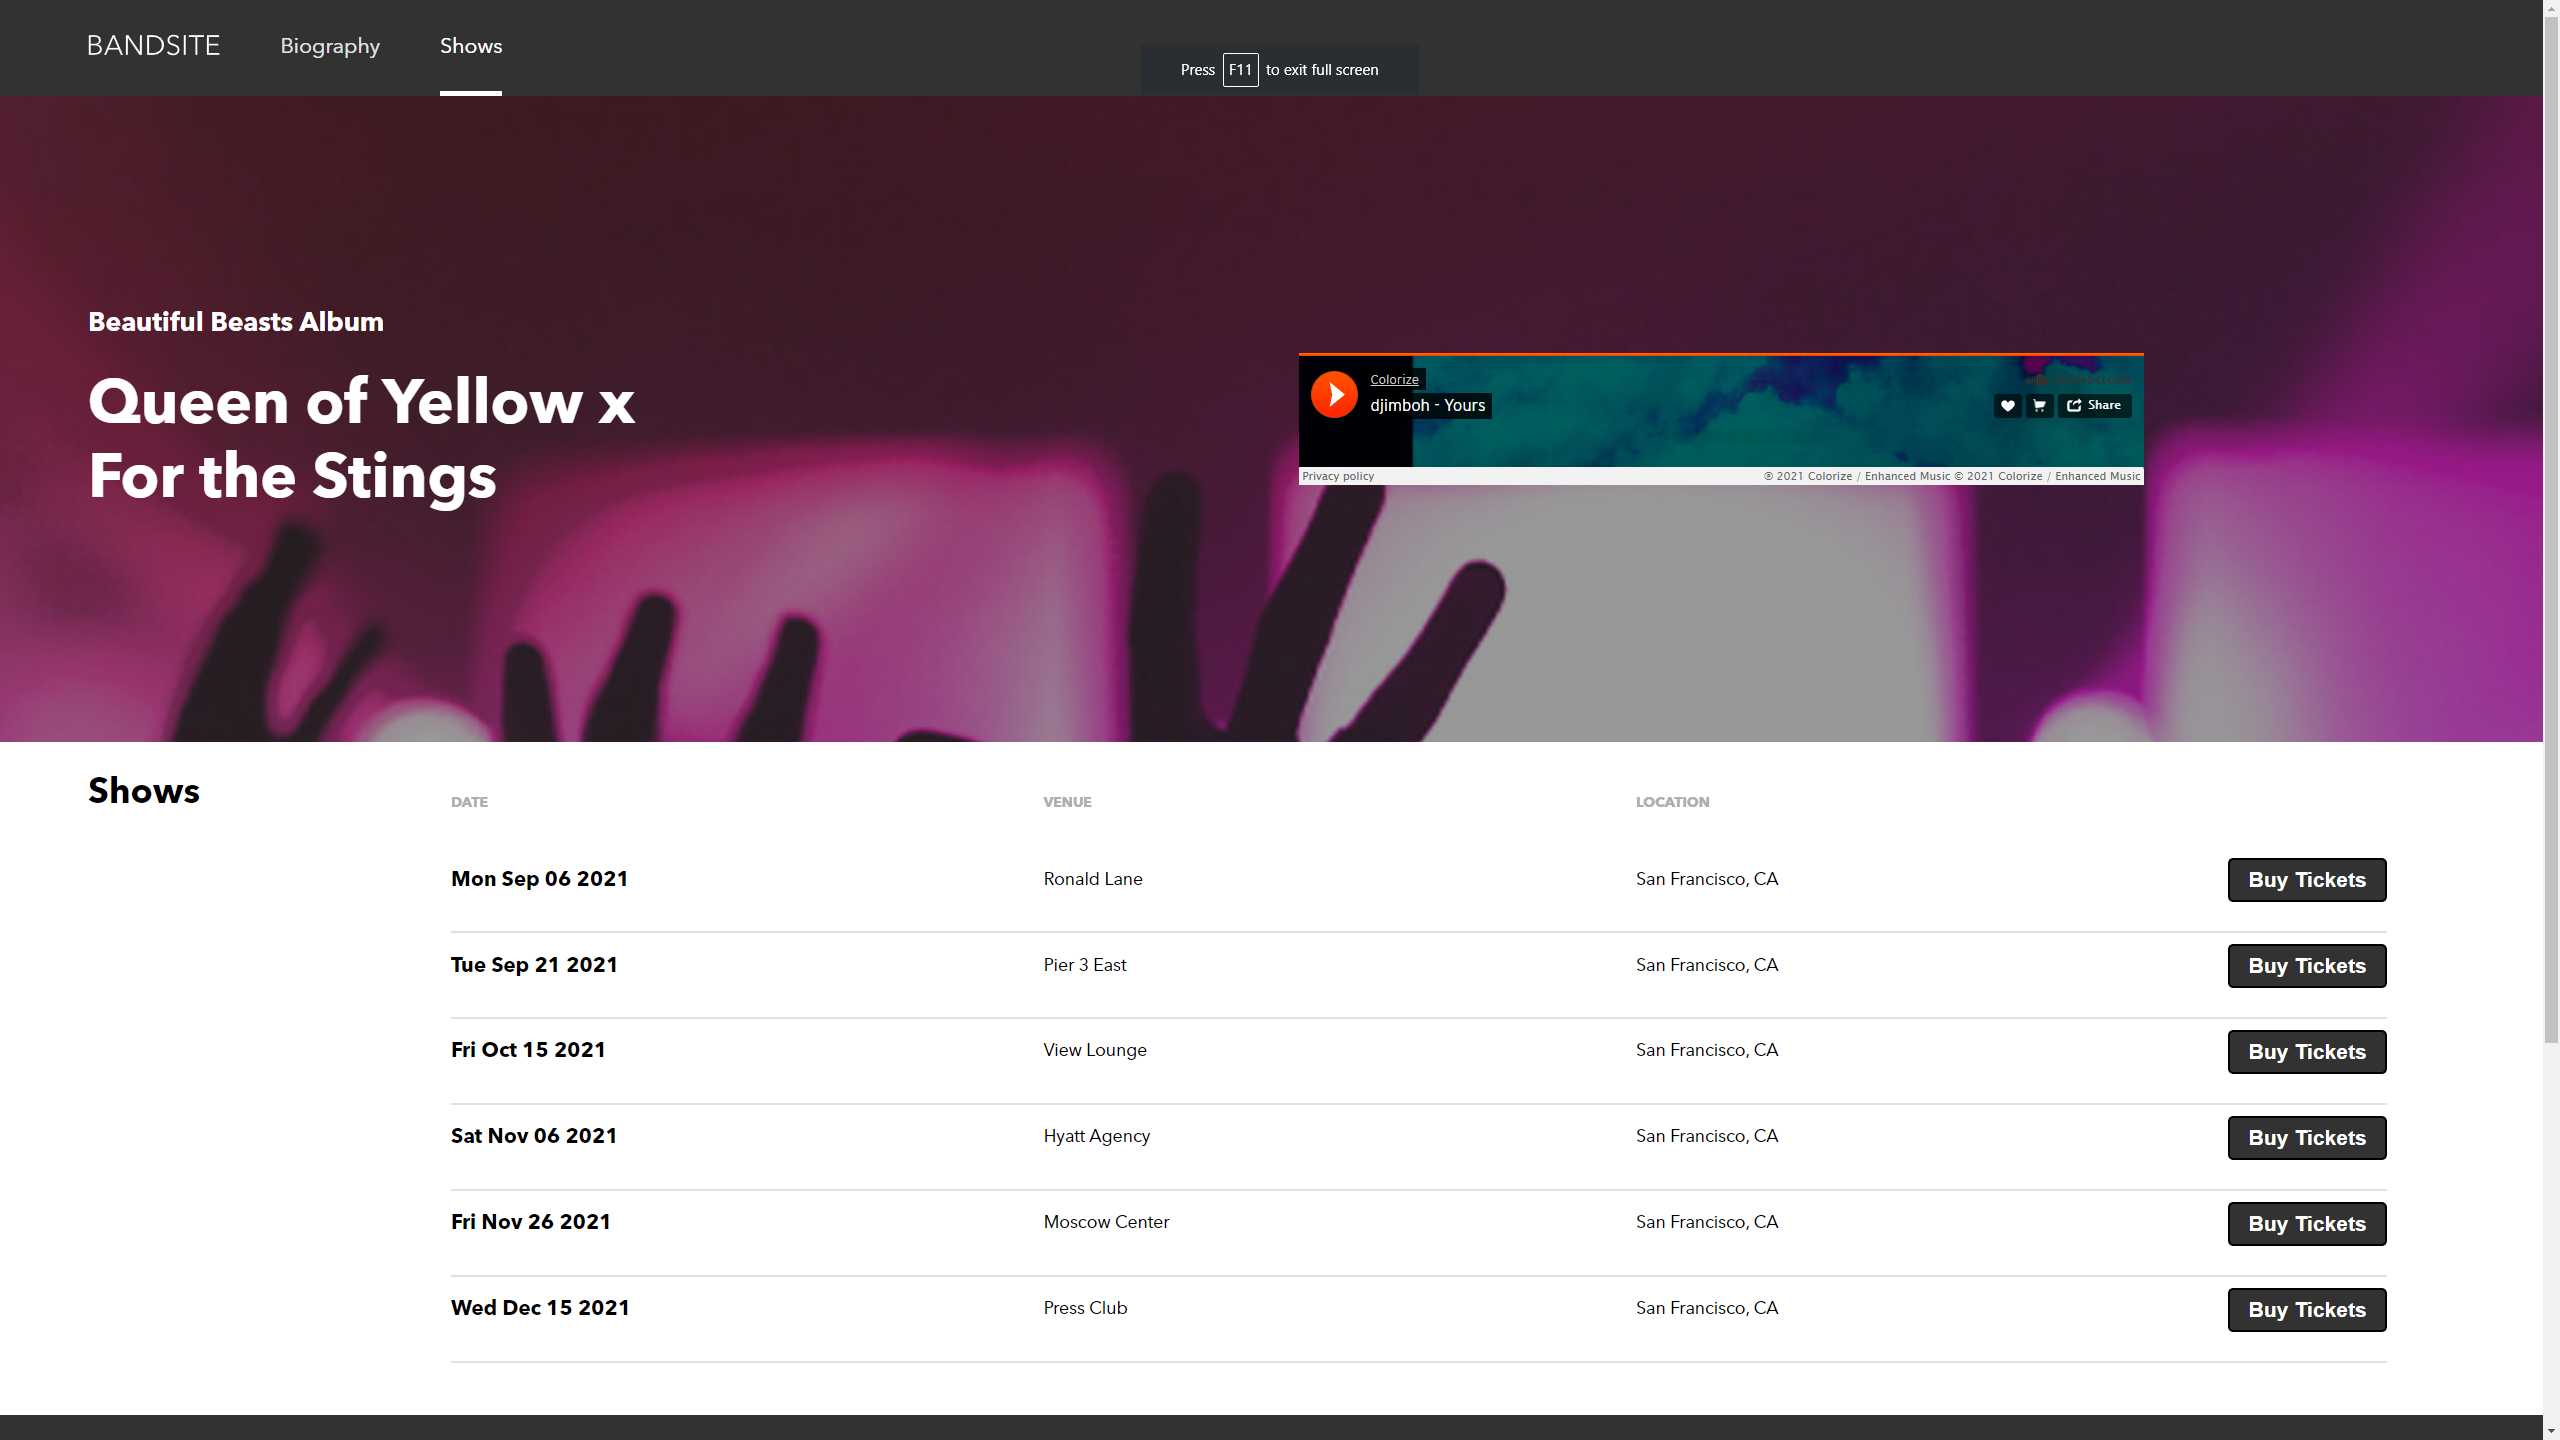 BANDSITE Biography Shows
Press F11 to exit full screen
Beautiful Beasts Album
Queen of Yellow x
For the Stings
Colorize
djimboh - Yours
Share
Privacy policy ℗ 2021 Colorize / Enhanced Music © 2021 Colorize / Enhanced Music
Shows
DATE VENUE LOCATION
Mon Sep 06 2021 Ronald Lane San Francisco, CA Buy Tickets
Tue Sep 21 2021 Pier 3 East San Francisco, CA Buy Tickets
Fri Oct 15 2021 View Lounge San Francisco, CA Buy Tickets
Sat Nov 06 2021 Hyatt Agency San Francisco, CA Buy Tickets
Fri Nov 26 2021 Moscow Center San Francisco, CA Buy Tickets
Wed Dec 15 2021 Press Club San Francisco, CA Buy Tickets